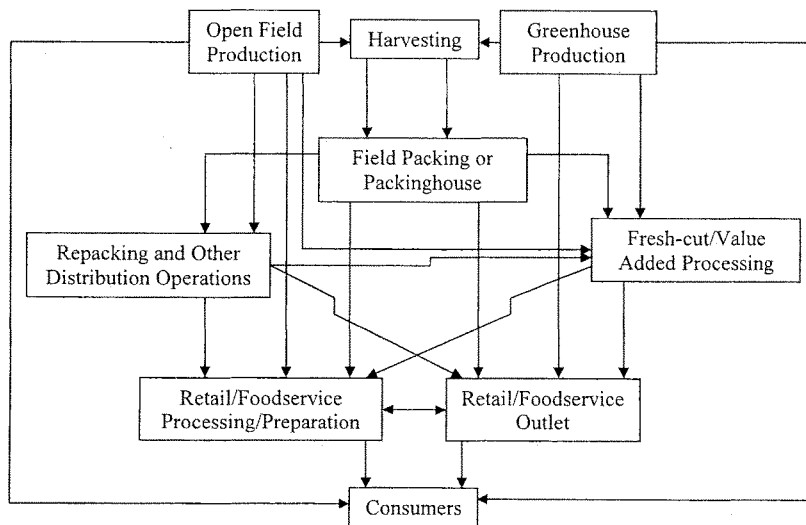 Open Field
Production
Harvesting
Greenhouse
Production
Field Packing or
Packinghouse
Repacking and Other
Distribution Operations
Fresh-cut/Value
Added Processing
Retail/Foodservice
Processing/Preparation
Retail/Foodservice
Outlet
Consumers